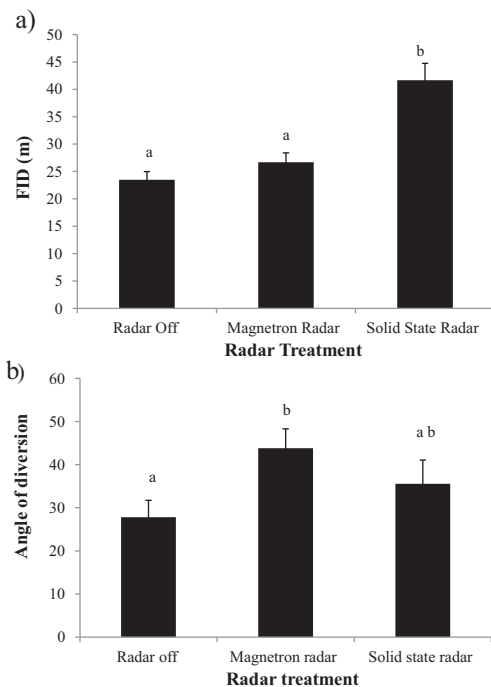 a)
b
50
45
40
a
35
a
30
25
20
15
10
5
0
FID (m)
Radar Off Magnetron Radar Solid State Radar
Radar Treatment
b)
60
b
50
a b
a
40
30
20
10
0
Angle of diversion
Radar off Magnetron radar Solid state radar
Radar treatment